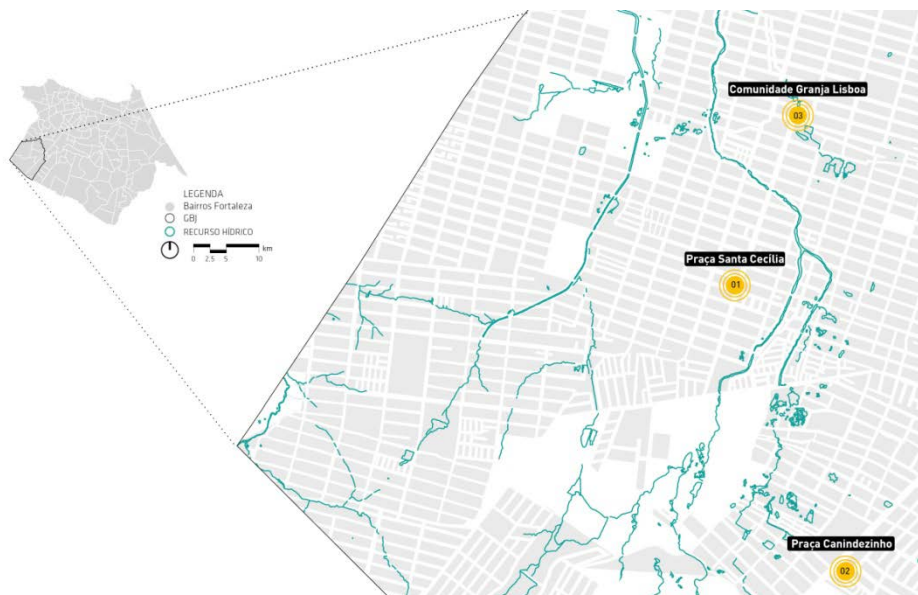 Comunidade Granja Lisboa
03
LEGENDA
Bairros Fortaleza
GBJ
RECURSO HÍDRICO
km
0 2.5 5 10
Praça Santa Cecília
01
Praça Canindezinho
02